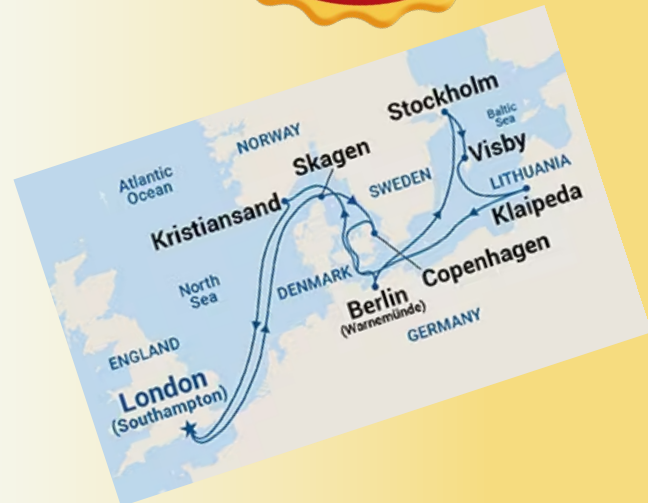 Stockholm
Baltic
Sea
NORWAY
Skagen
Visby
Atlantic
Ocean
SWEDEN
LITHUANIA
Kristiansand
Klaipeda
North
Sea
DENMARK
Copenhagen
Berlin
(Warnemünde)
GERMANY
ENGLAND
London
(Southampton)